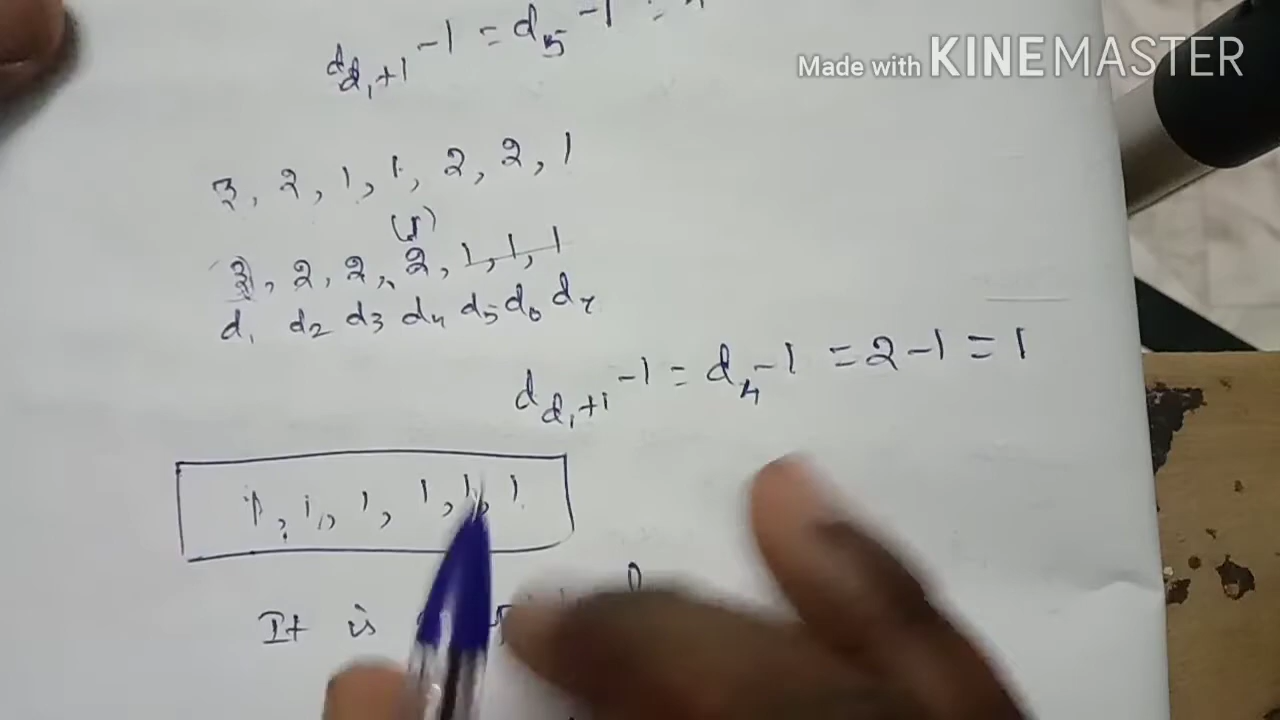 d_{d₁+1} -1 = d₅ -1 =
Made with KINEMASTER
3, 2, 1, 1, 2, 2, 1
3, 2, 2, 2, 1, 1, 1
d₁ d₂ d₃ d₄ d₅ d₆ d₇
d_{d₁+1} -1 = d₄ -1 = 2-1 = 1
1, 1, 1, 1, 1, 1
It is